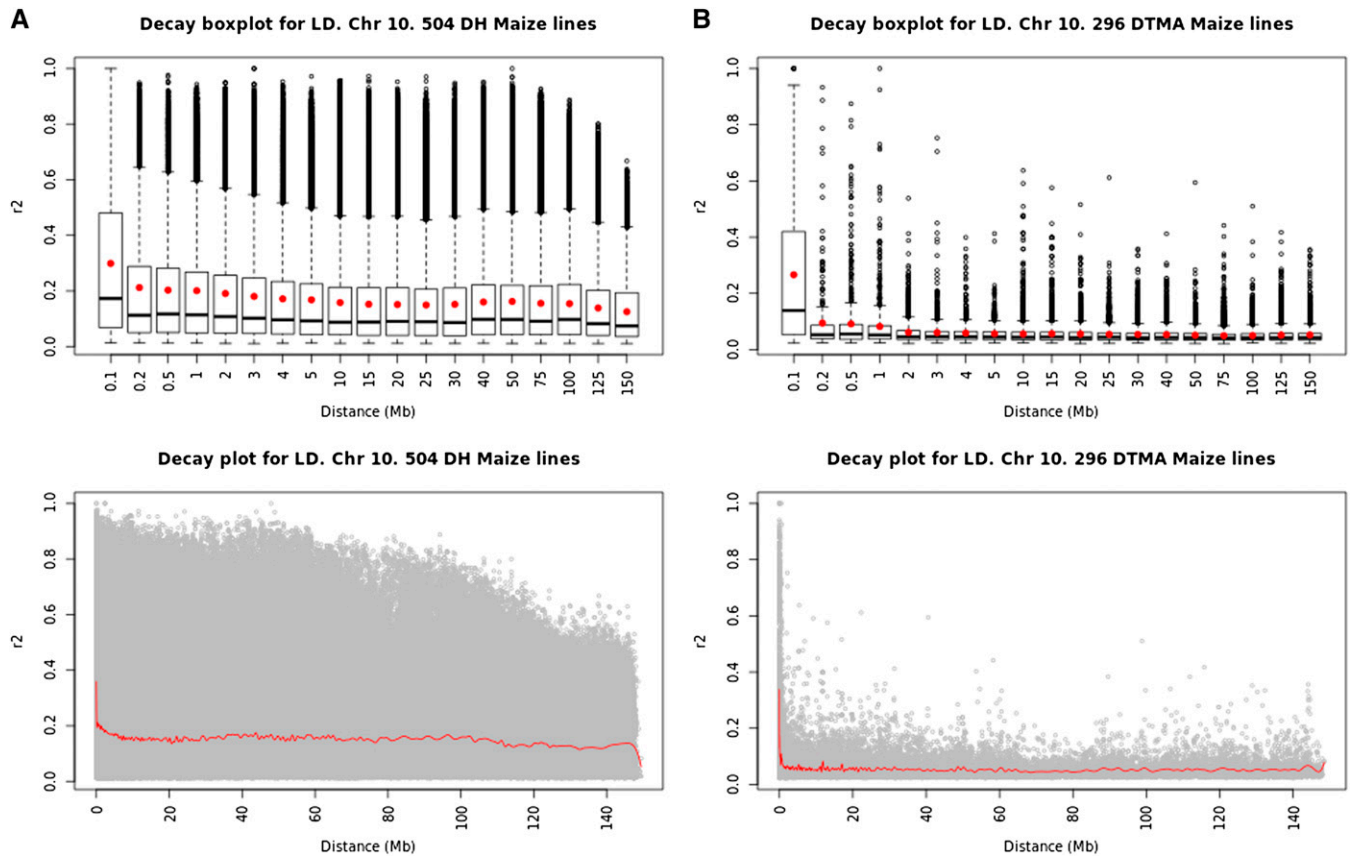 A
Decay boxplot for LD. Chr 10. 504 DH Maize lines
r2
1.0
0.8
0.6
0.4
0.2
0.0
0.1 0.2 0.5 1 2 3 4 5 10 15 20 25 30 40 50 75 100 125 150
Distance (Mb)
B
Decay boxplot for LD. Chr 10. 296 DTMA Maize lines
r2
1.0
0.8
0.6
0.4
0.2
0.0
0.1 0.2 0.5 1 2 3 4 5 10 15 20 25 30 40 50 75 100 125 150
Distance (Mb)
Decay plot for LD. Chr 10. 504 DH Maize lines
r2
1.0
0.8
0.6
0.4
0.2
0.0
0 20 40 60 80 100 120 140
Distance (Mb)
Decay plot for LD. Chr 10. 296 DTMA Maize lines
r2
1.0
0.8
0.6
0.4
0.2
0.0
0 20 40 60 80 100 120 140
Distance (Mb)